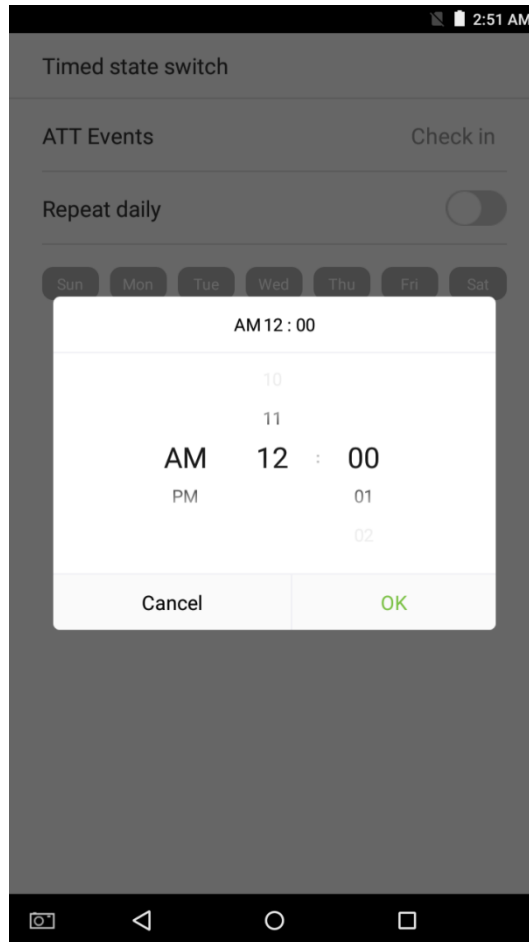 2:51 AM
Timed state switch
ATT Events Check in
Repeat daily
Sun Mon Tue Wed Thu Fri Sat
AM 12 : 00
10
11
AM 12 : 00
PM 01
02
Cancel OK